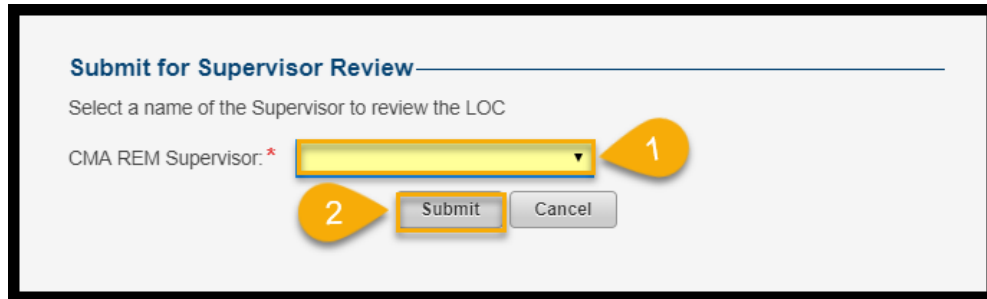 Submit for Supervisor Review
Select a name of the Supervisor to review the LOC
CMA REM Supervisor: *
1
2
Submit
Cancel